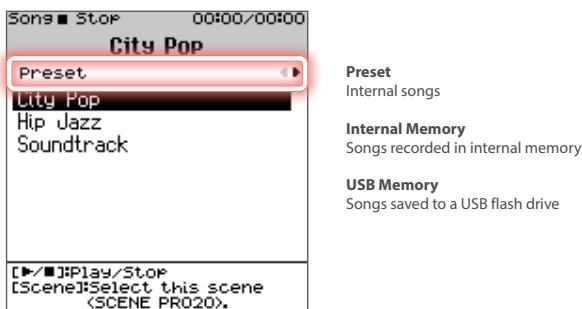 Song■ Stop 00:00/00:00
City Pop
Preset ◀▶
City Pop
Hip Jazz
Soundtrack
[▶/■]:Play/Stop
[Scene]:Select this scene
(SCENE PRO20).
Preset
Internal songs
Internal Memory
Songs recorded in internal memory
USB Memory
Songs saved to a USB flash drive